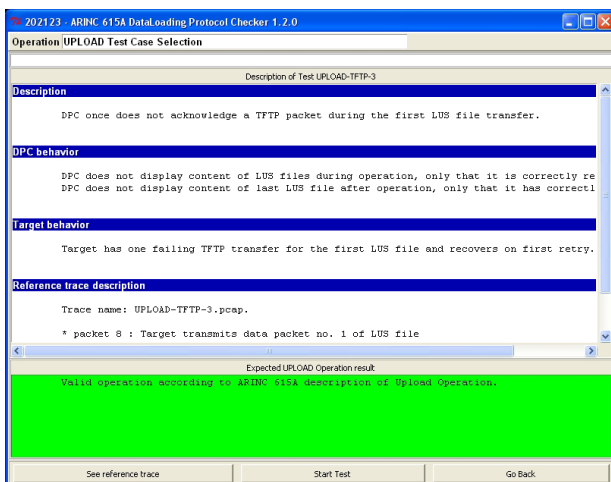 202123 - ARINC 615A DataLoading Protocol Checker 1.2.0
Operation UPLOAD Test Case Selection
Description of Test UPLOAD-TFTP-3
Description
DPC once does not acknowledge a TFTP packet during the first LUS file transfer.
DPC behavior
DPC does not display content of LUS files during operation, only that it is correctly re
DPC does not display content of last LUS file after operation, only that it has correctl
Target behavior
Target has one failing TFTP transfer for the first LUS file and recovers on first retry.
Reference trace description
Trace name: UPLOAD-TFTP-3.pcap.
* packet 8 : Target transmits data packet no. 1 of LUS file
Expected UPLOAD Operation result
Valid operation according to ARINC 615A description of Upload Operation.
See reference trace
Start Test
Go Back